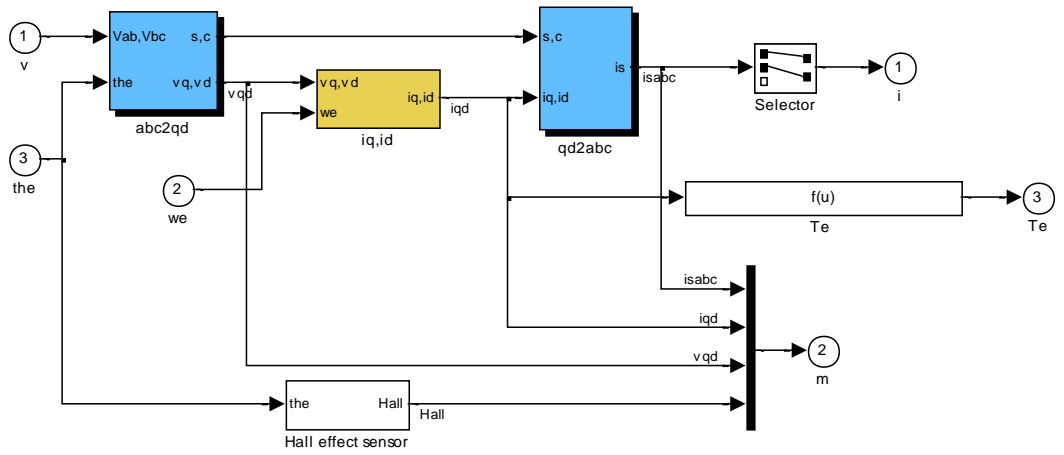 1
v
Vab,Vbc
s,c
the
vq,vd
abc2qd
vqd
vq,vd
iq,id
we
iq,id
iqd
s,c
is
iq,id
qd2abc
isabc
Selector
1
i
3
the
2
we
f(u)
Te
3
Te
isabc
iqd
vqd
2
m
the
Hall
Hall
Hall effect sensor